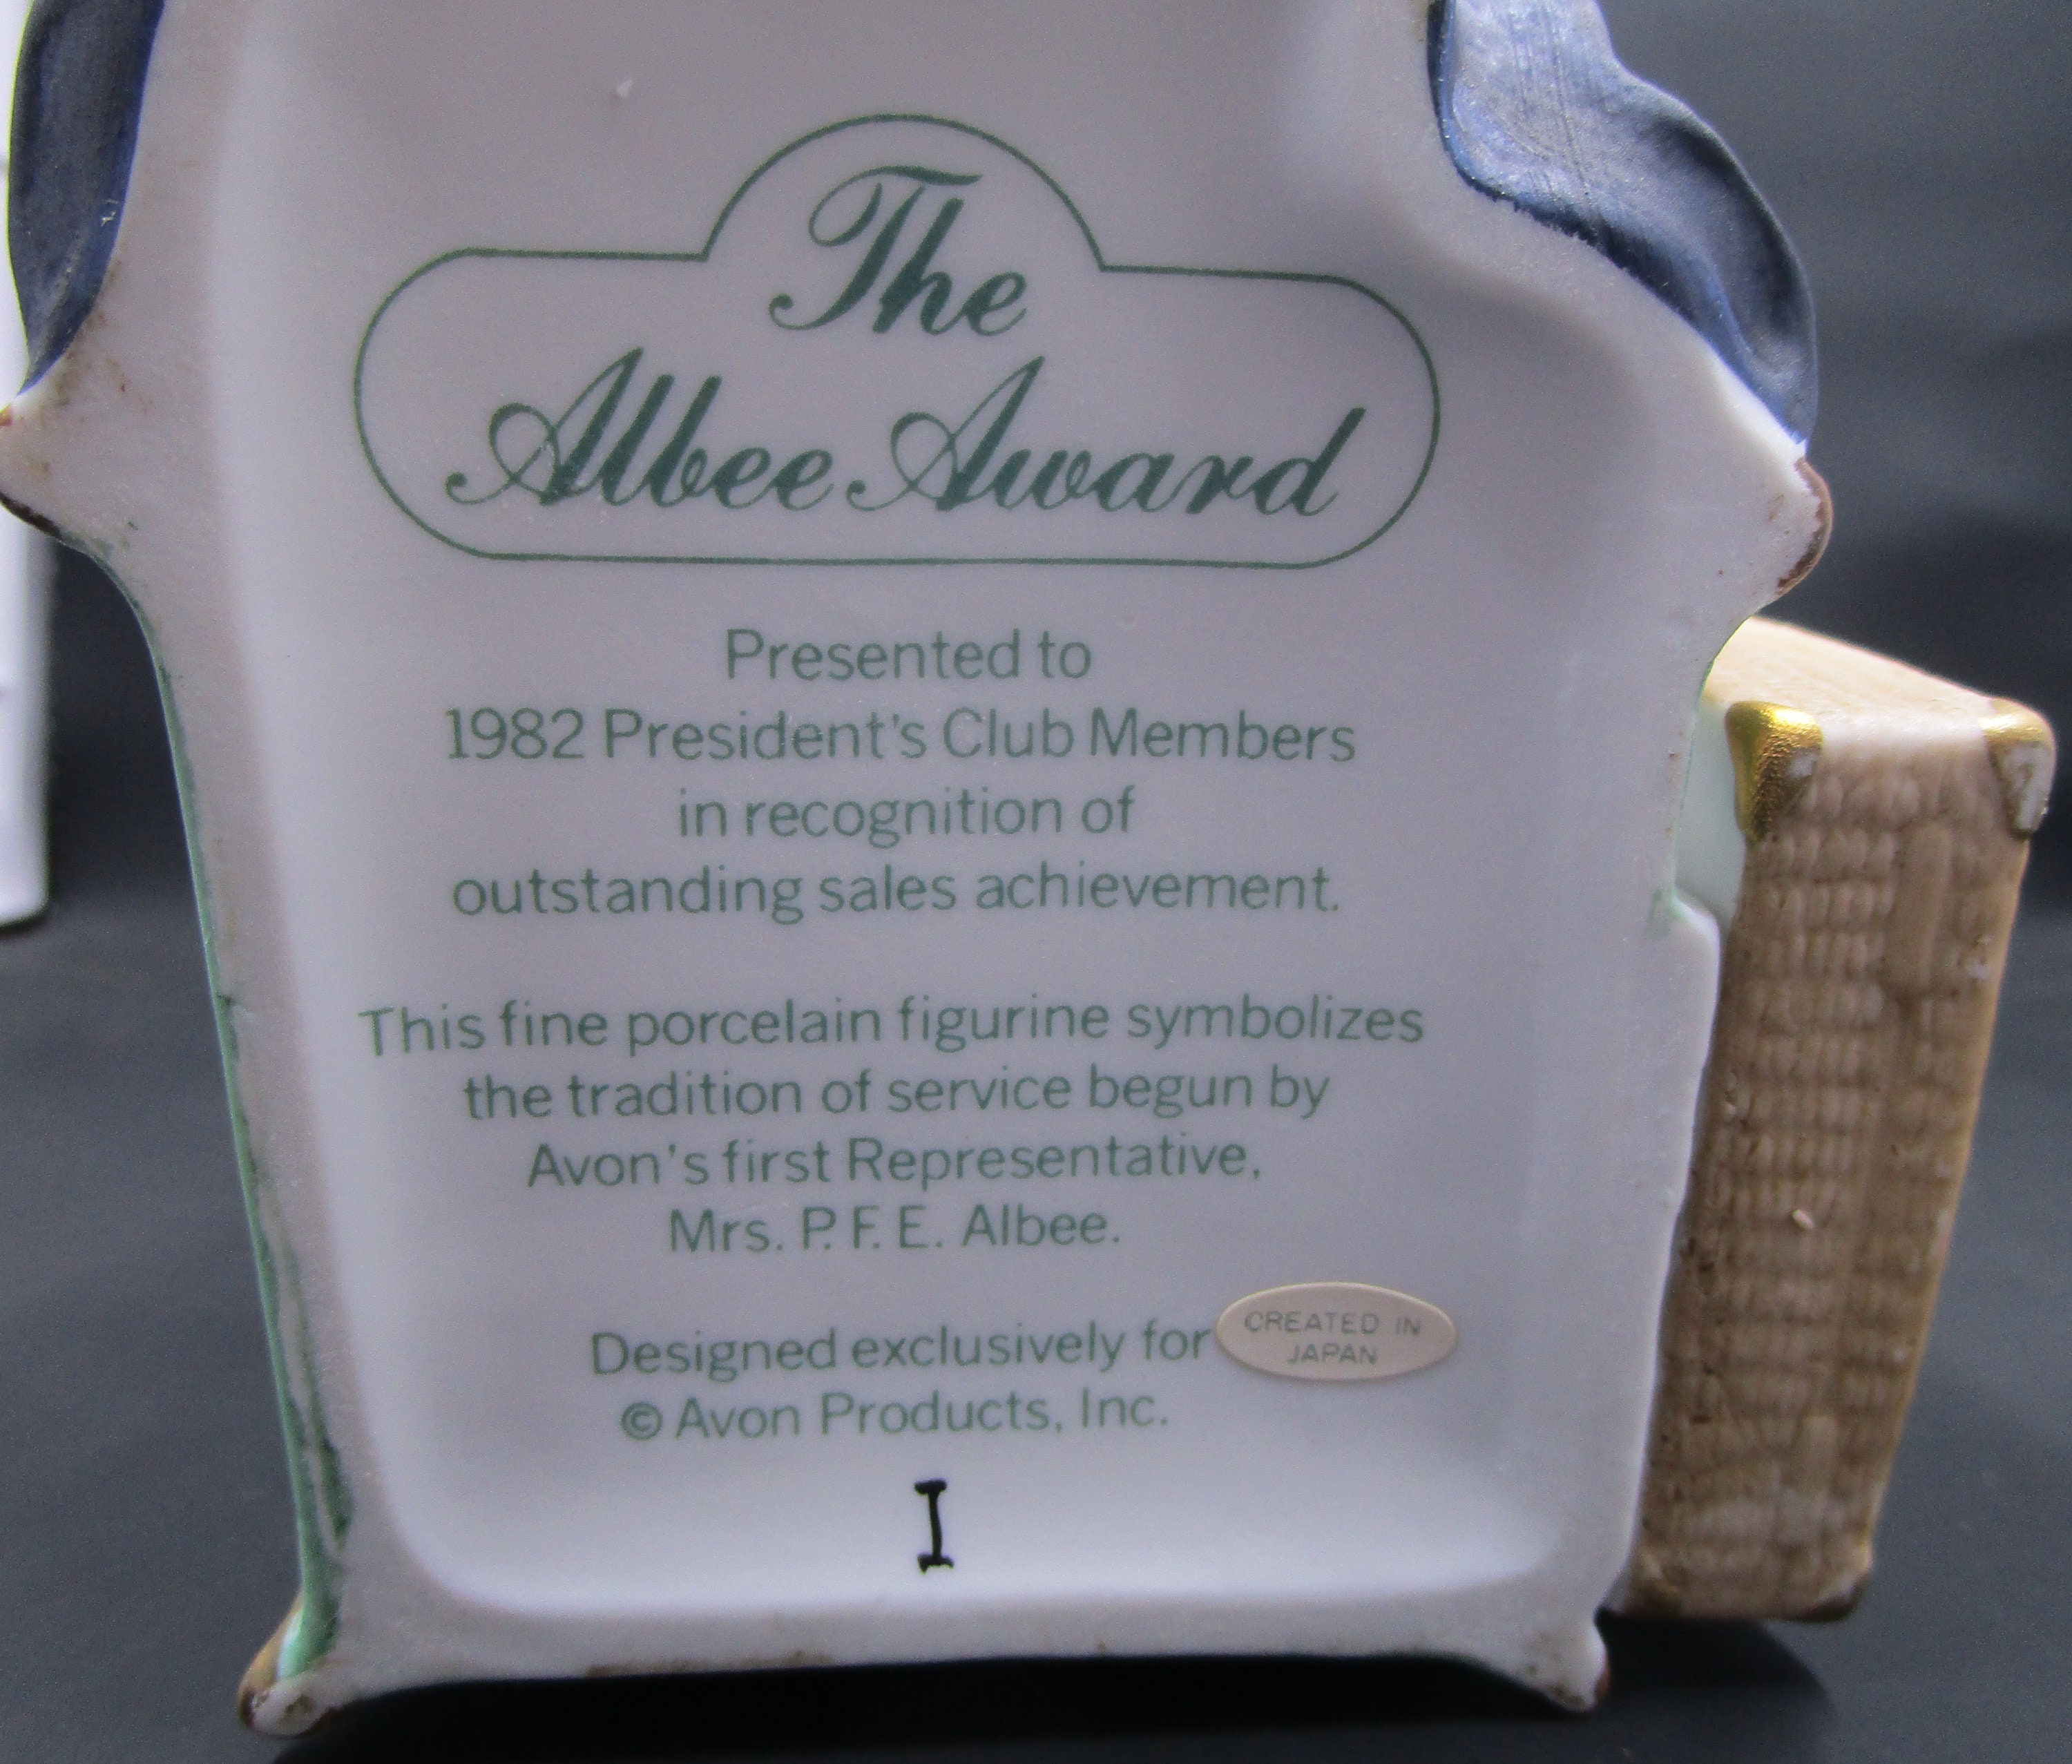 The
Albee Award
Presented to
1982 President's Club Members
in recognition of
outstanding sales achievement.
This fine porcelain figurine symbolizes
the tradition of service begun by
Avon's first Representative,
Mrs. P. F. E. Albee.
Designed exclusively for
© Avon Products, Inc.
CREATED IN
JAPAN
I